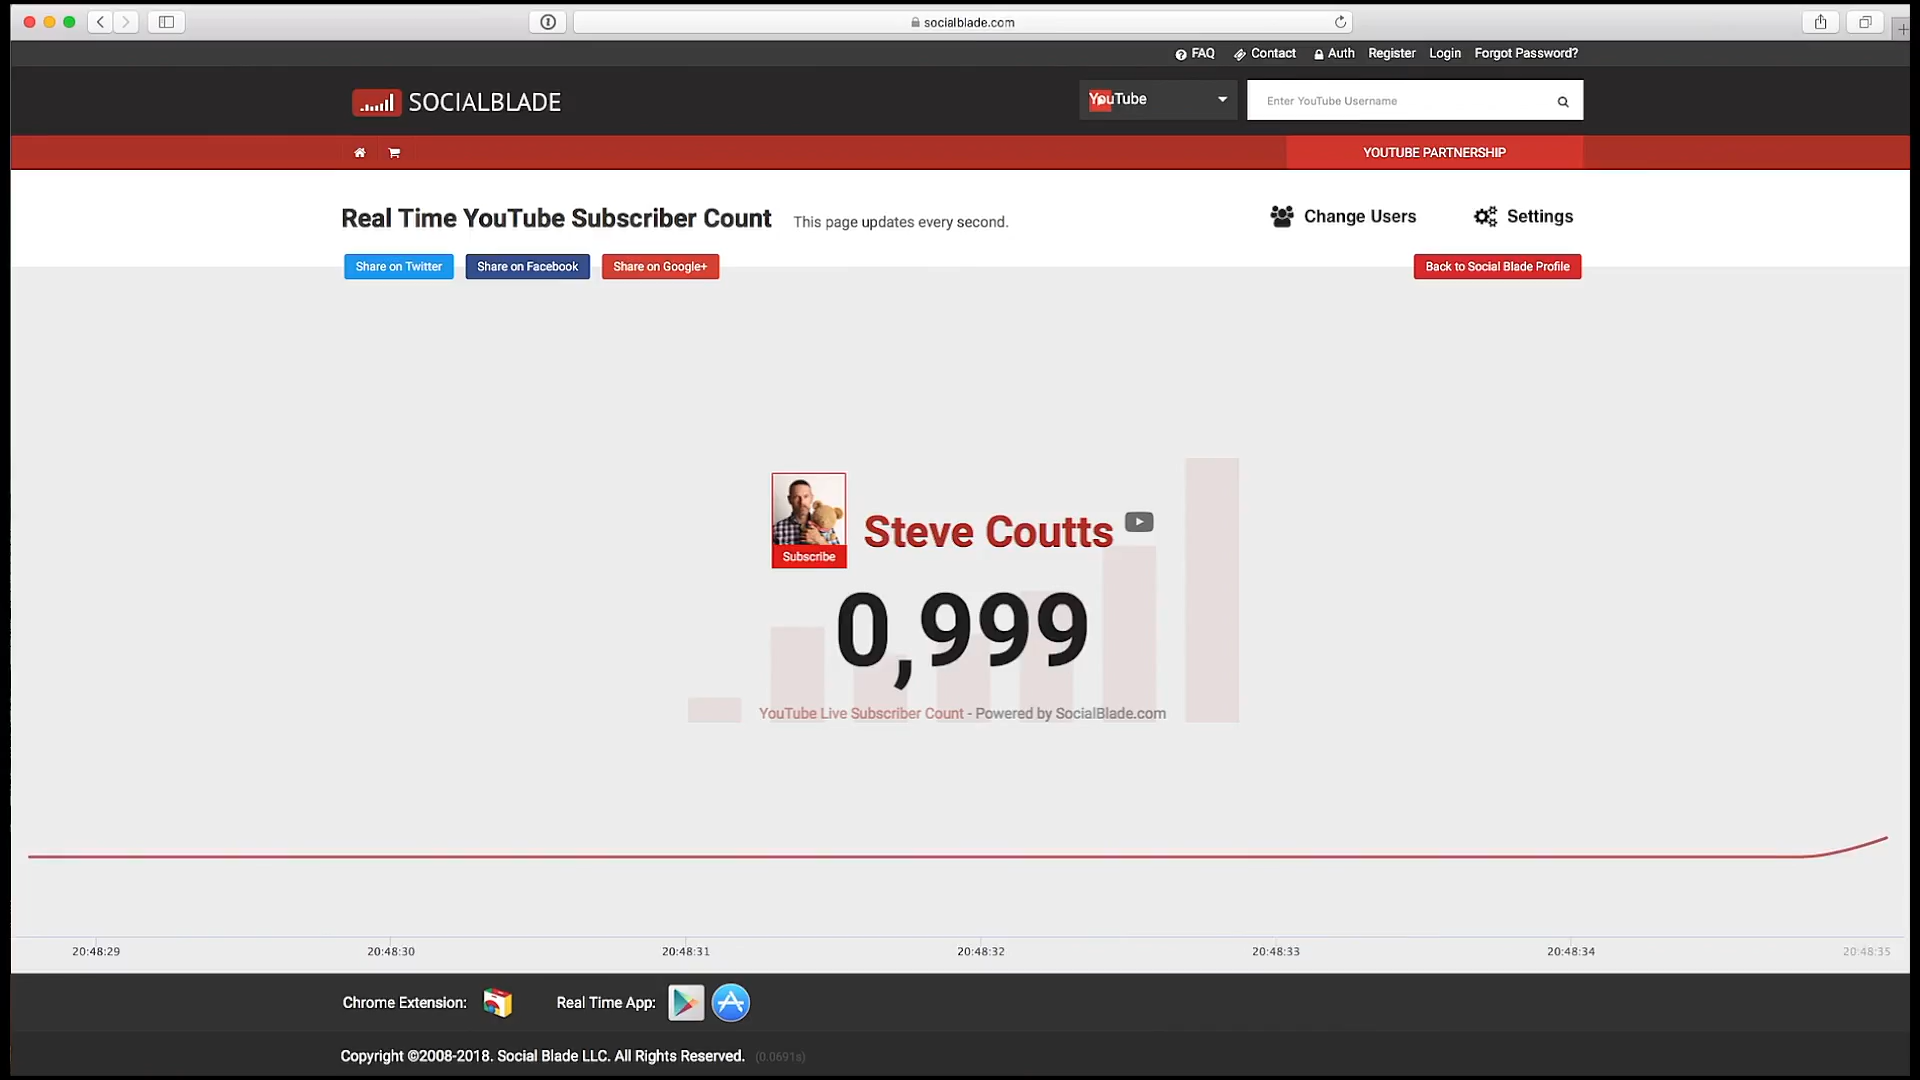 socialblade.com
FAQ Contact Auth Register Login Forgot Password?
SOCIALBLADE
YouTube
Enter YouTube Username
YOUTUBE PARTNERSHIP
Real Time YouTube Subscriber Count This page updates every second.
Change Users Settings
Share on Twitter Share on Facebook Share on Google+
Back to Social Blade Profile
Steve Coutts
Subscribe
0,999
YouTube Live Subscriber Count - Powered by SocialBlade.com
20:48:29 20:48:30 20:48:31 20:48:32 20:48:33 20:48:34 20:48:35
Chrome Extension: Real Time App:
Copyright ©2008-2018. Social Blade LLC. All Rights Reserved. (0.0691s)